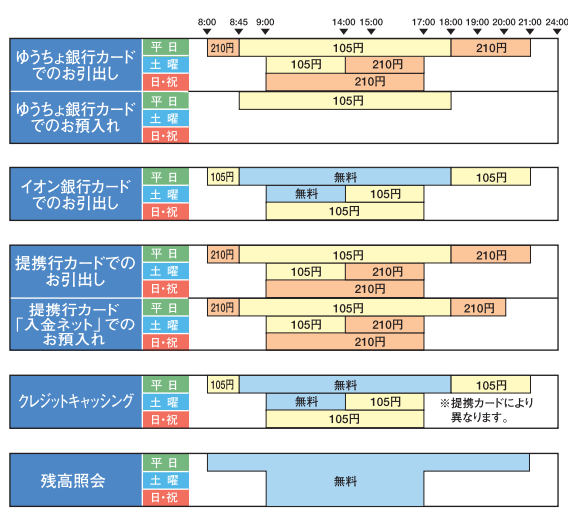 8:00 8:45 9:00 14:00 15:00 17:00 18:00 19:00 20:00 21:00 24:00
ゆうちょ銀行カード
でのお引出し
平 日 210円 105円 210円
土 曜 105円 210円
日・祝 210円
ゆうちょ銀行カード
でのお預入れ
平 日 105円
土 曜
日・祝
イオン銀行カード
でのお引出し
平 日 105円 無料 105円
土 曜 無料 105円
日・祝 105円
提携行カードでの
お引出し
平 日 210円 105円 210円
土 曜 105円 210円
日・祝 210円
提携行カード
「入金ネット」での
お預入れ
平 日 210円 105円 210円
土 曜 105円 210円
日・祝 210円
クレジットキャッシング
平 日 105円 無料 105円
土 曜 無料 105円
日・祝 105円
※提携カードにより
異なります。
残高照会
平 日
土 曜 無料
日・祝